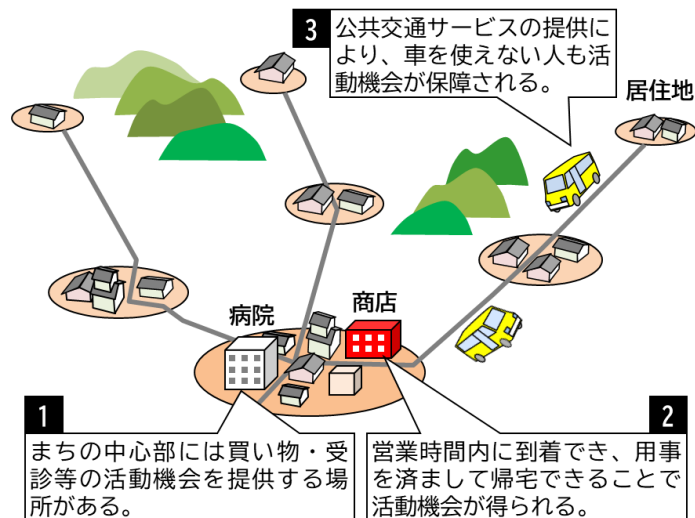 3
公共交通サービスの提供に
より、車を使えない人も活
動機会が保障される。
居住地
病院
商店
1
まちの中心部には買い物・受
診等の活動機会を提供する場
所がある。
2
営業時間内に到着でき、用事
を済まして帰宅できることで
活動機会が得られる。